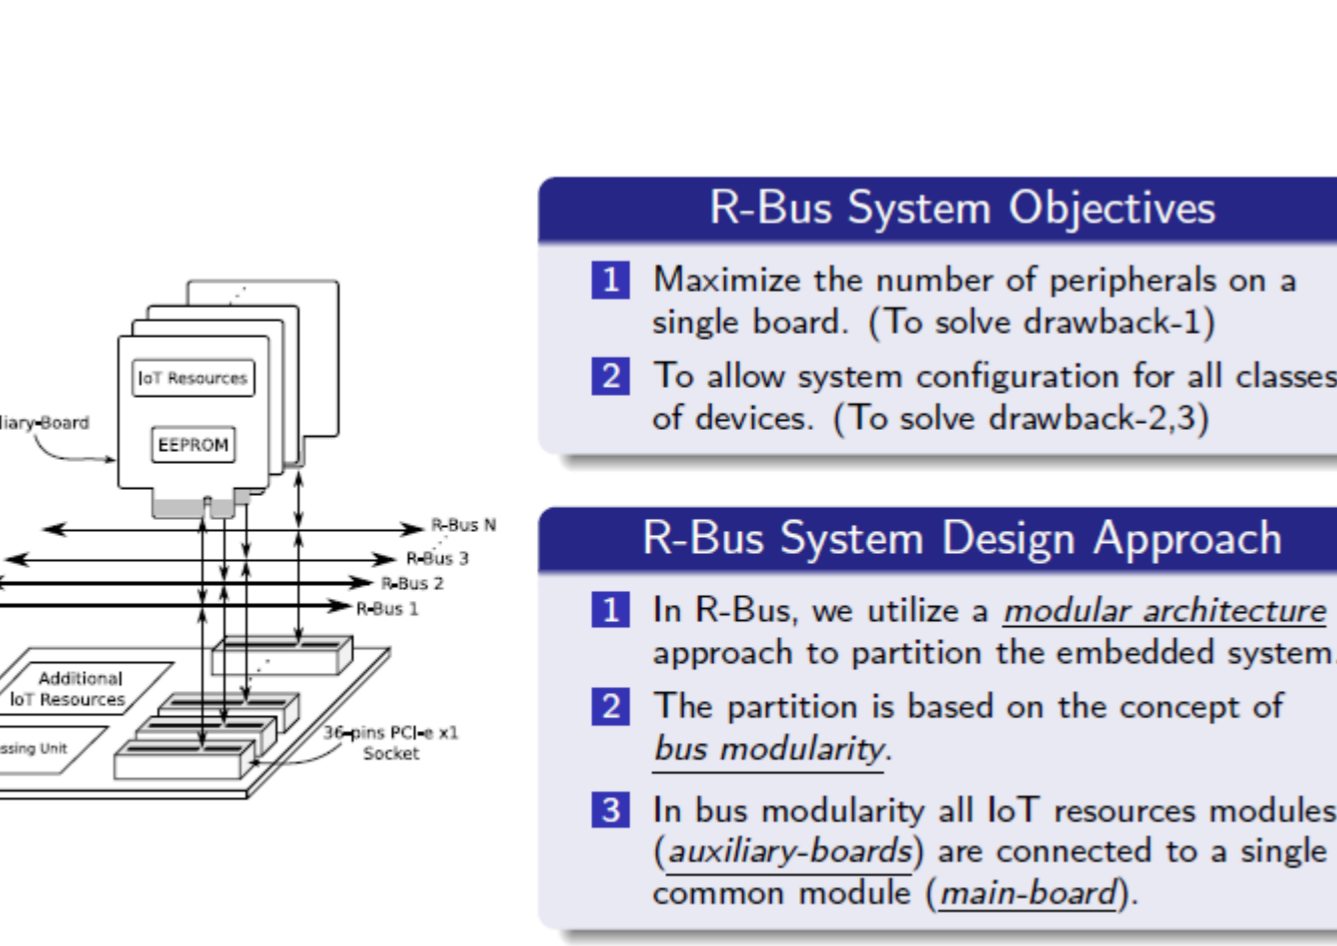 IoT Resources
EEPROM
liary-Board
R-Bus N
R-Bus 3
R-Bus 2
R-Bus 1
Additional
IoT Resources
ssing Unit
36-pins PCI-e x1
Socket
R-Bus System Objectives
1 Maximize the number of peripherals on a
single board. (To solve drawback-1)
2 To allow system configuration for all classes
of devices. (To solve drawback-2,3)
R-Bus System Design Approach
1 In R-Bus, we utilize a modular architecture
approach to partition the embedded system.
2 The partition is based on the concept of
bus modularity.
3 In bus modularity all IoT resources modules
(auxiliary-boards) are connected to a single
common module (main-board).